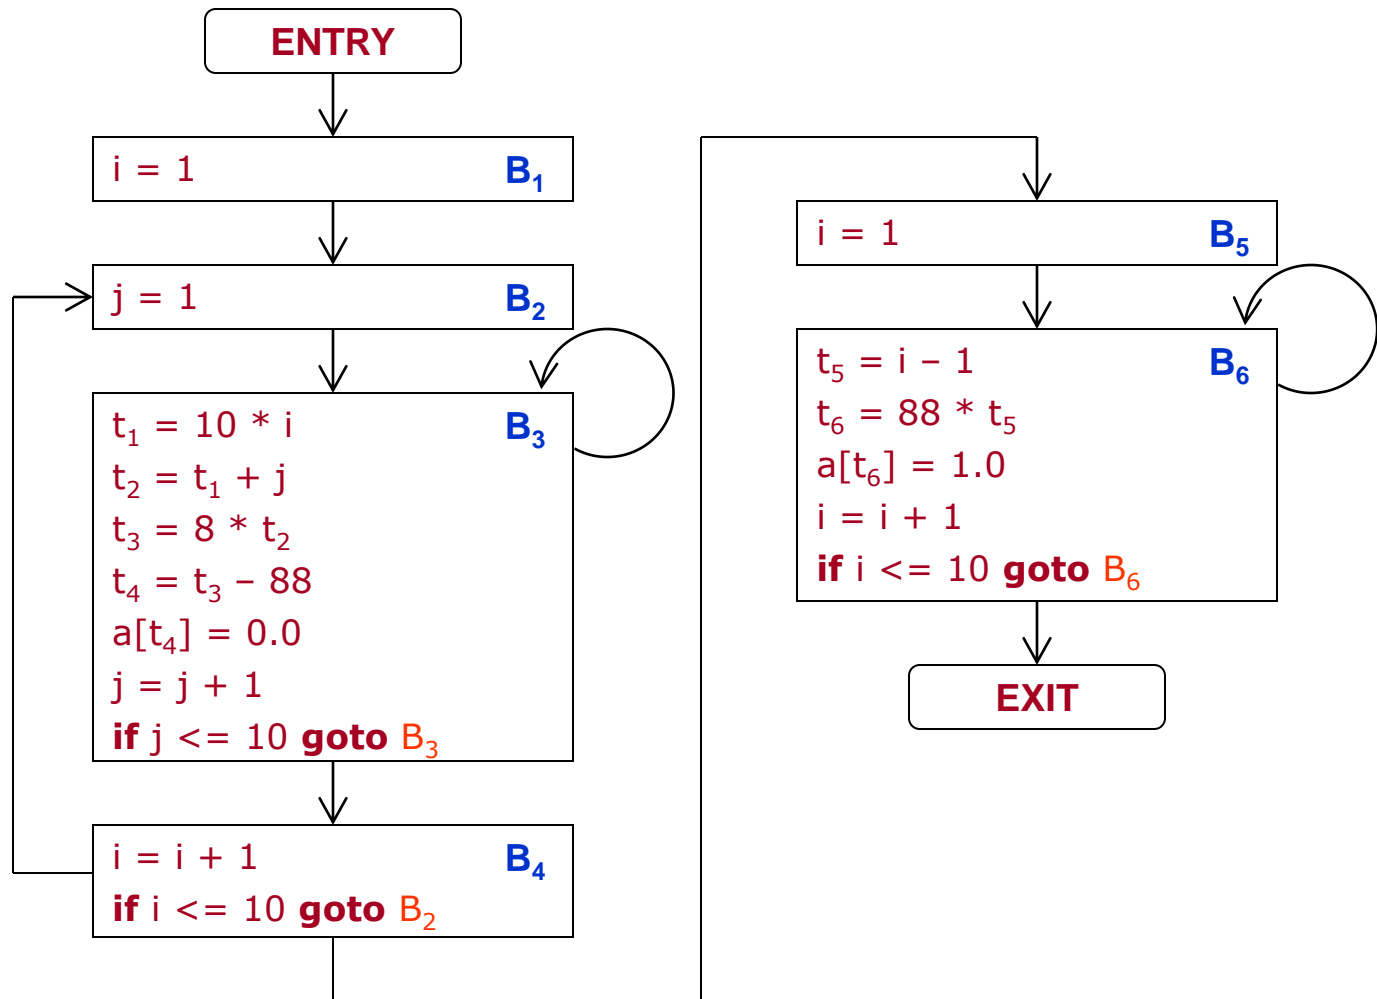 ENTRY
i = 1 B₁
j = 1 B₂
t₁ = 10 * i B₃
t₂ = t₁ + j
t₃ = 8 * t₂
t₄ = t₃ – 88
a[t₄] = 0.0
j = j + 1
if j <= 10 goto B₃
i = i + 1 B₄
if i <= 10 goto B₂
i = 1 B₅
t₅ = i – 1 B₆
t₆ = 88 * t₅
a[t₆] = 1.0
i = i + 1
if i <= 10 goto B₆
EXIT